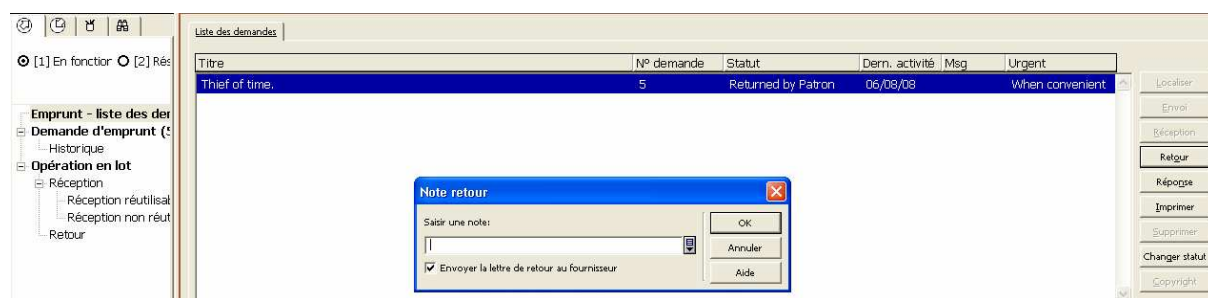 Liste des demandes
[1] En fonction [2] Rés
Titre Nº demande Statut Dern. activité Msg Urgent
Thief of time. 5 Returned by Patron 06/08/08 When convenient
Emprunt - liste des der
Demande d'emprunt (5
Historique
Opération en lot
Réception
Réception réutilisat
Réception non réut
Retour
Note retour
Saisir une note:
Envoyer la lettre de retour au fournisseur
OK
Annuler
Aide
Localiser
Envoi
Réception
Retour
Réponse
Imprimer
Supprimer
Changer statut
Copyright